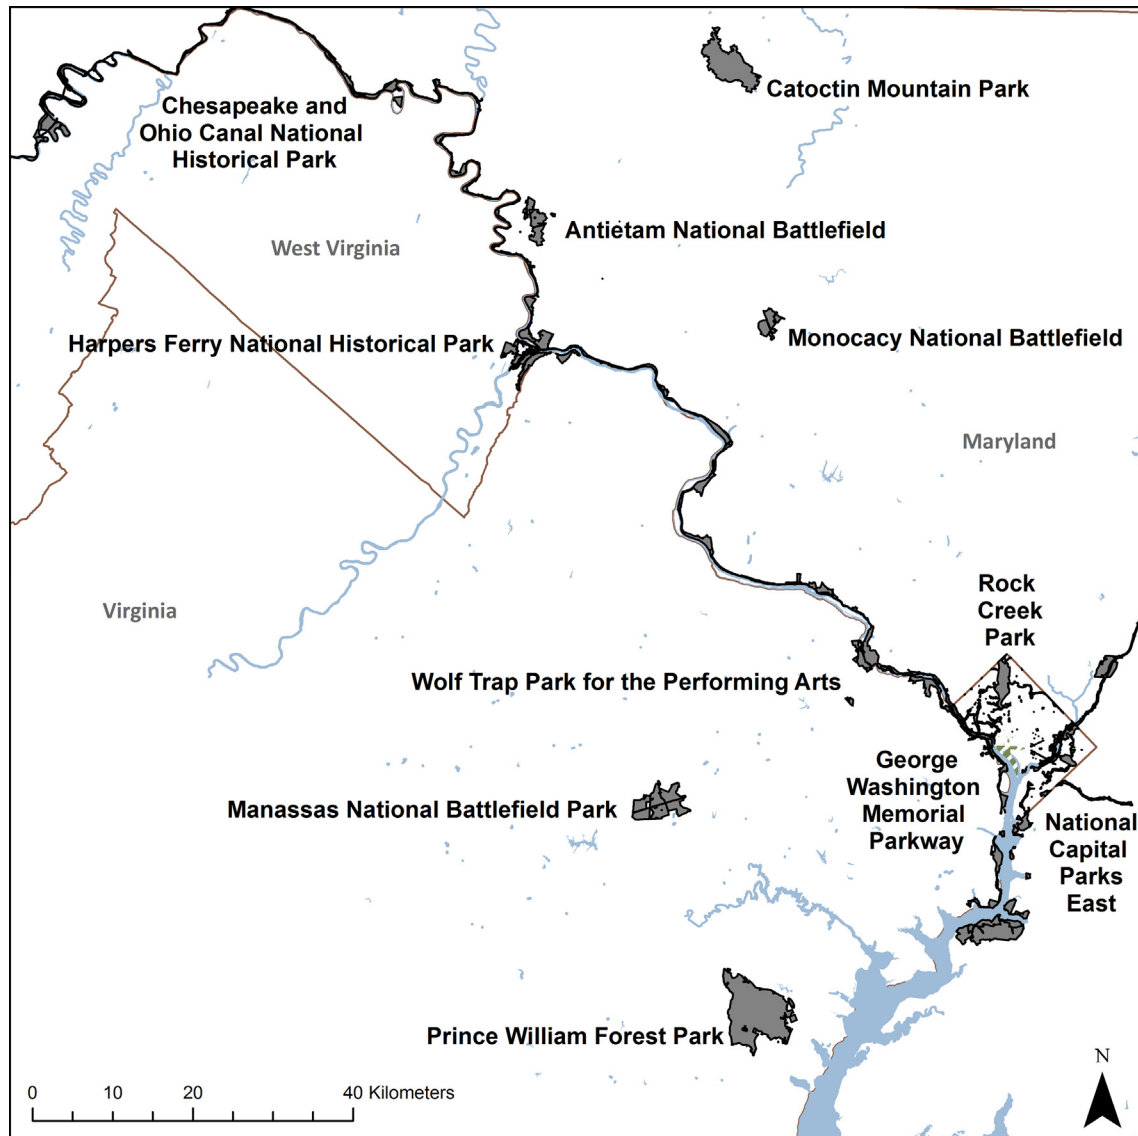 Catoctin Mountain Park
Chesapeake and
Ohio Canal National
Historical Park
Antietam National Battlefield
West Virginia
Harpers Ferry National Historical Park
Monocacy National Battlefield
Maryland
Virginia
Rock
Creek
Park
Wolf Trap Park for the Performing Arts
George
Washington
Memorial
Parkway
Manassas National Battlefield Park
National
Capital
Parks
East
Prince William Forest Park
N
0 10 20 40 Kilometers